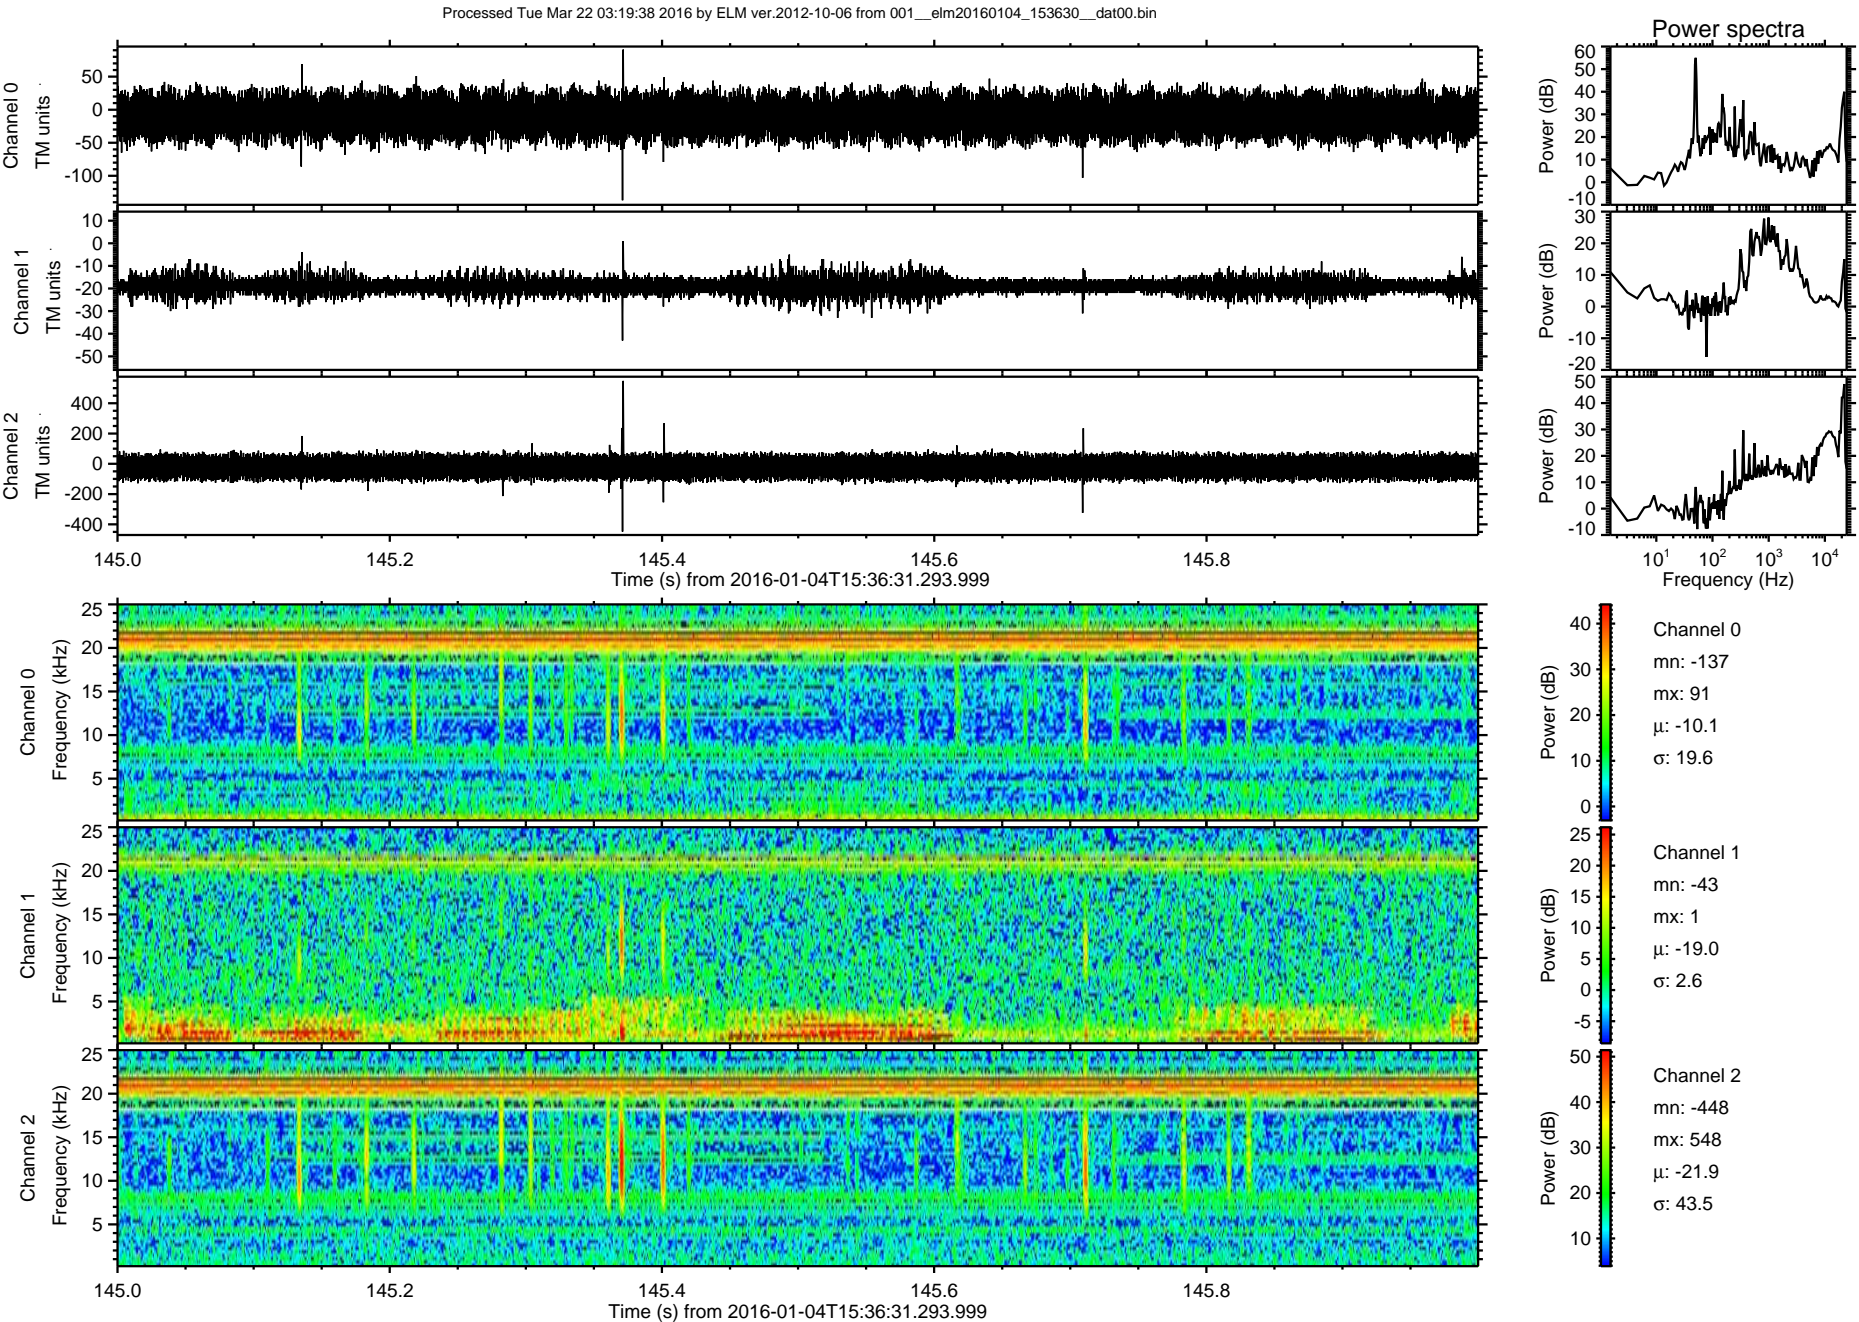 Processed Tue Mar 22 03:19:38 2016 by ELM ver.2012-10-06 from 001__elm20160104_153630__dat00.bin
Power spectra
Channel 0
TM units
50
0
-50
-100
Power (dB)
60
50
40
30
20
10
0
-10
Channel 1
TM units
10
0
-10
-20
-30
-40
-50
Power (dB)
30
20
10
0
-10
-20
Channel 2
TM units
400
200
0
-200
-400
Power (dB)
50
40
30
20
10
0
-10
145.0 145.2 145.4 145.6 145.8
Time (s) from 2016-01-04T15:36:31.293.999
10¹ 10² 10³ 10⁴
Frequency (Hz)
Channel 0
Frequency (kHz)
25
20
15
10
5
Power (dB)
40
30
20
10
0
Channel 0
mn: -137
mx: 91
μ: -10.1
σ: 19.6
Channel 1
Frequency (kHz)
25
20
15
10
5
Power (dB)
25
20
15
10
5
0
-5
Channel 1
mn: -43
mx: 1
μ: -19.0
σ: 2.6
Channel 2
Frequency (kHz)
25
20
15
10
5
Power (dB)
50
40
30
20
10
Channel 2
mn: -448
mx: 548
μ: -21.9
σ: 43.5
145.0 145.2 145.4 145.6 145.8
Time (s) from 2016-01-04T15:36:31.293.999